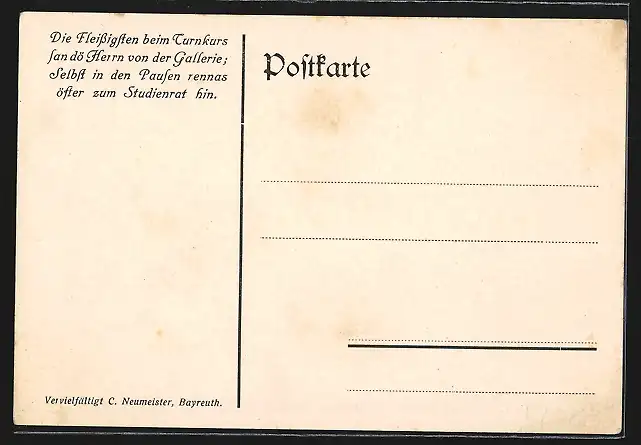 Die Fleißigſten beim Turnkurs
ſan dö Herrn von der Gallerie;
Selbſt in den Pauſen rennas
öfter zum Studienrat hin.
Poſtkarte
Vervielfältigt C. Neumeister, Bayreuth.